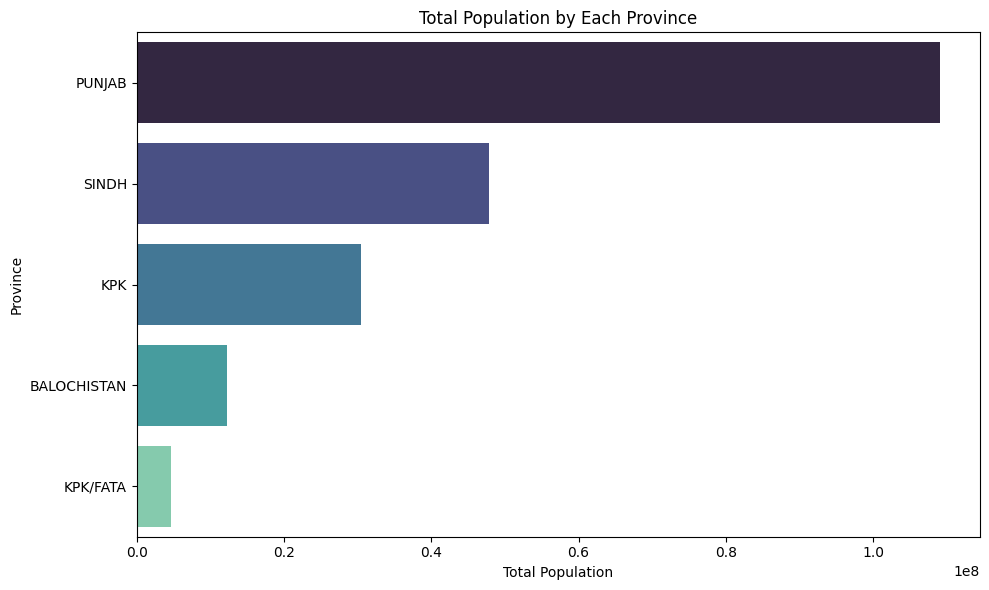 Total Population by Each Province
PUNJAB
SINDH
KPK
BALOCHISTAN
KPK/FATA
Province
0.0 0.2 0.4 0.6 0.8 1.0
1e8
Total Population